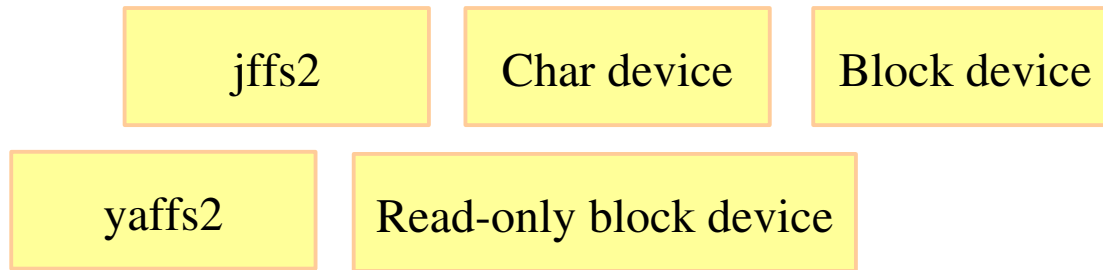 jffs2
Char device
Block device
yaffs2
Read-only block device